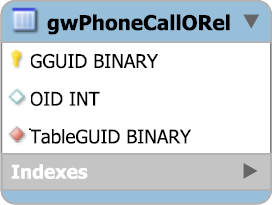 gwPhoneCallORel
GGUID BINARY
OID INT
TableGUID BINARY
Indexes